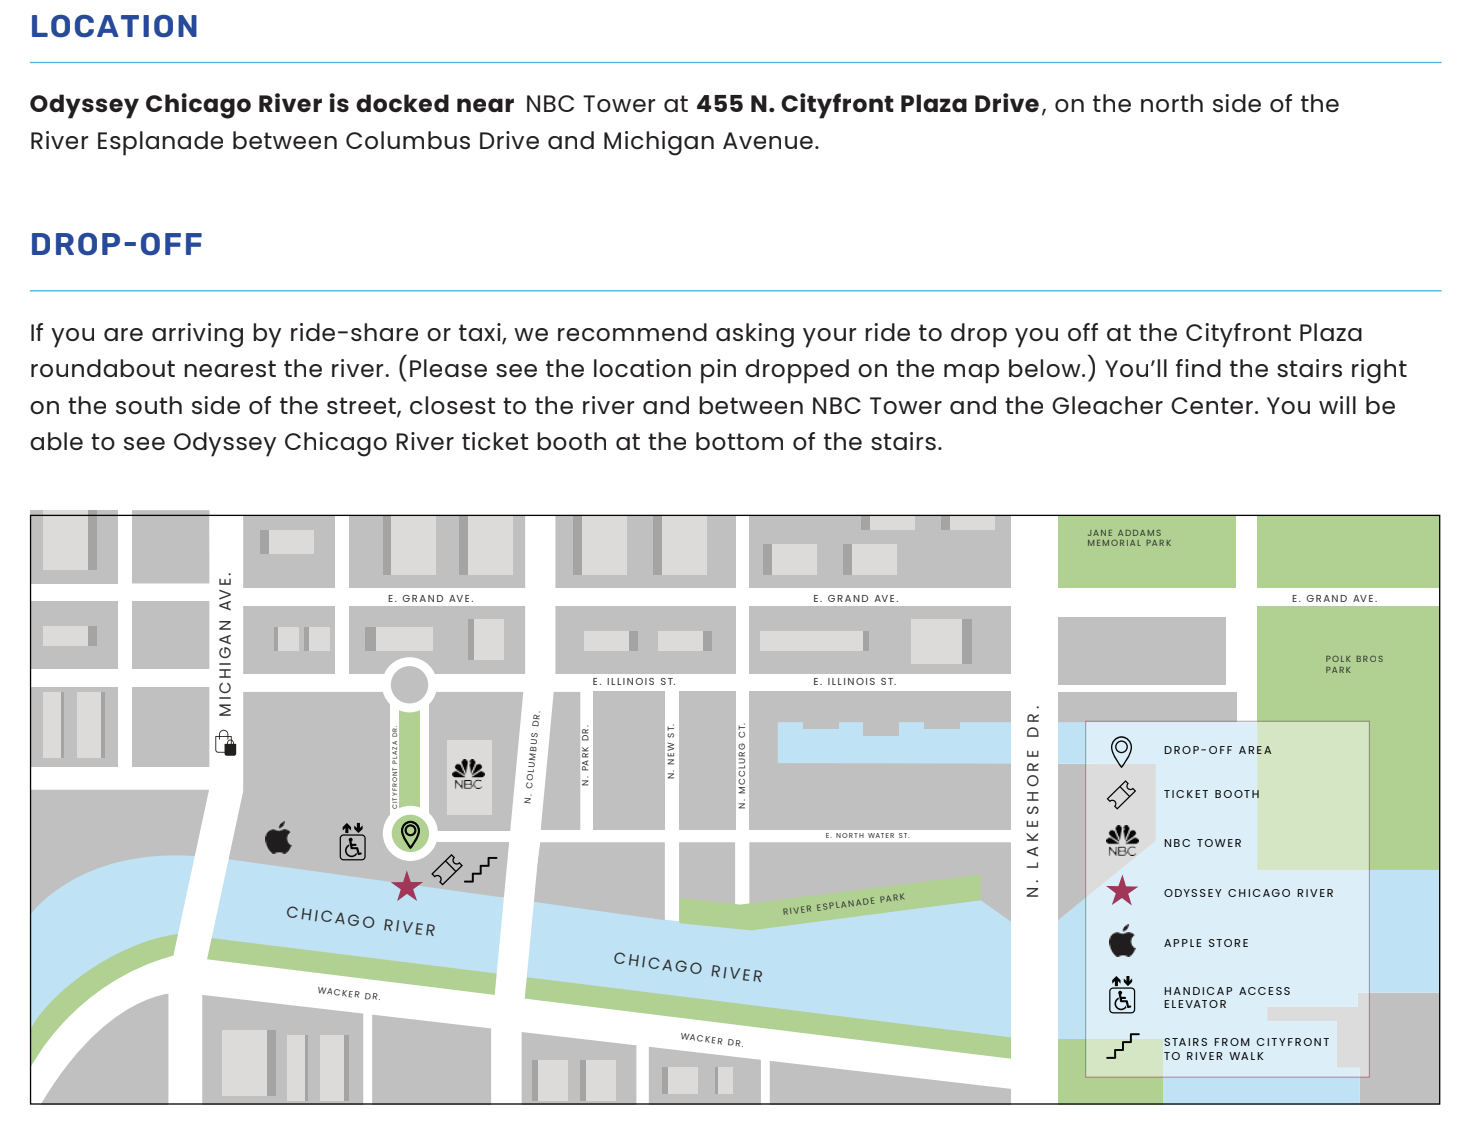 LOCATION
Odyssey Chicago River is docked near NBC Tower at 455 N. Cityfront Plaza Drive, on the north side of the
River Esplanade between Columbus Drive and Michigan Avenue.
DROP-OFF
If you are arriving by ride-share or taxi, we recommend asking your ride to drop you off at the Cityfront Plaza
roundabout nearest the river. (Please see the location pin dropped on the map below.) You’ll find the stairs right
on the south side of the street, closest to the river and between NBC Tower and the Gleacher Center. You will be
able to see Odyssey Chicago River ticket booth at the bottom of the stairs.
JANE ADDAMS
MEMORIAL PARK
E. GRAND AVE.
E. GRAND AVE.
E. GRAND AVE.
MICHIGAN AVE.
POLK BROS
PARK
E. ILLINOIS ST.
E. ILLINOIS ST.
CITYFRONT PLAZA DR.
NBC
N. COLUMBUS DR.
N. PARK DR.
N. NEW ST.
N. MCCLURG CT.
N. LAKESHORE DR.
E. NORTH WATER ST.
RIVER ESPLANADE PARK
CHICAGO RIVER
CHICAGO RIVER
WACKER DR.
WACKER DR.
DROP-OFF AREA
TICKET BOOTH
NBC
NBC TOWER
ODYSSEY CHICAGO RIVER
APPLE STORE
HANDICAP ACCESS
ELEVATOR
STAIRS FROM CITYFRONT
TO RIVER WALK